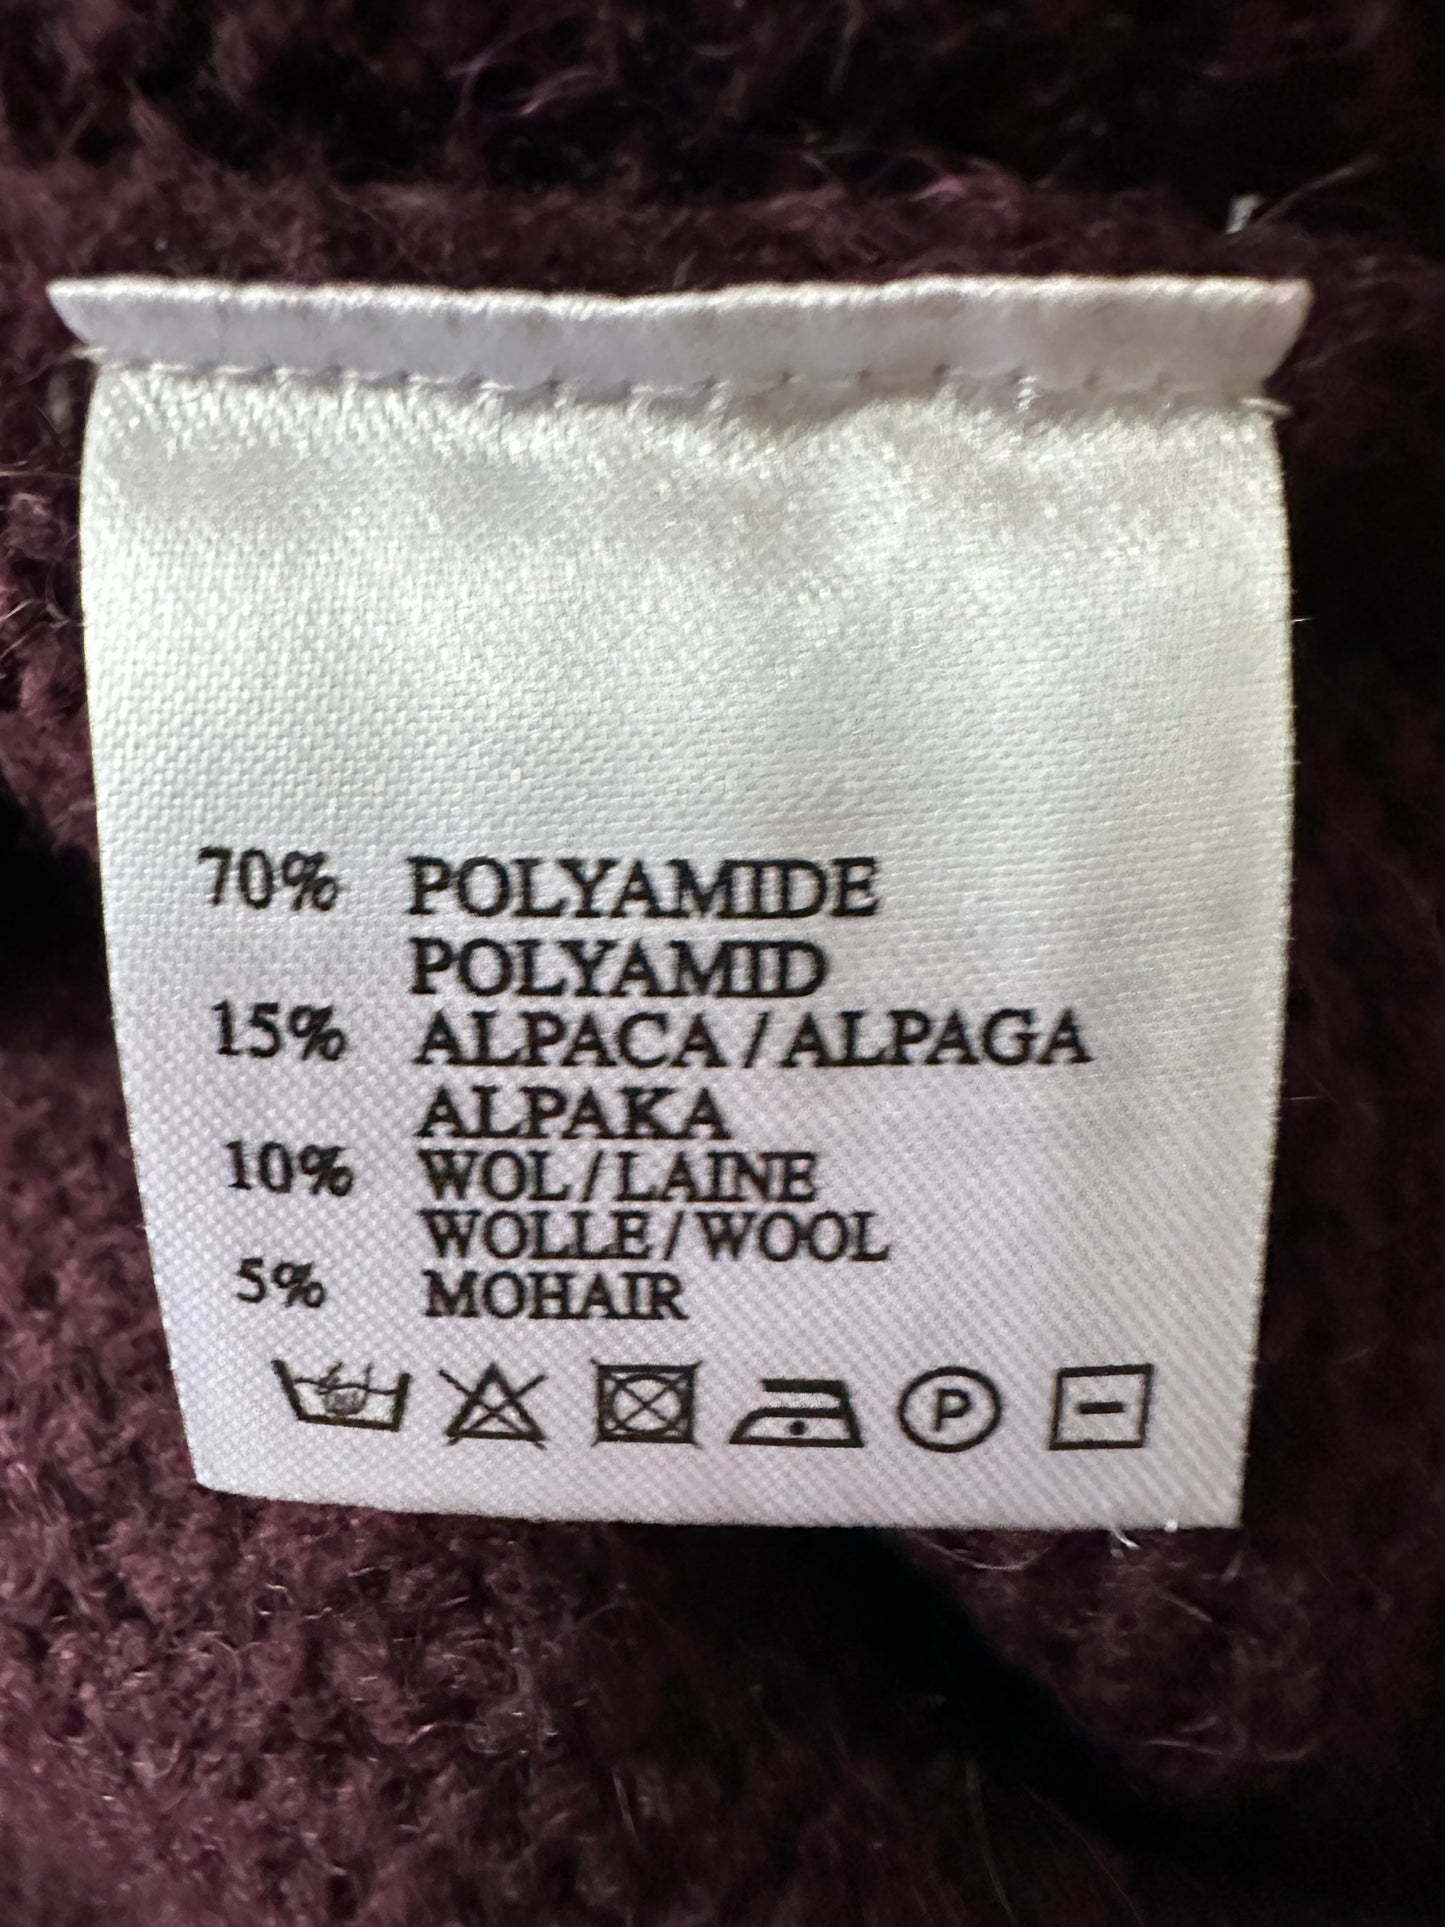 70% POLYAMIDE
POLYAMID
15% ALPACA / ALPAGA
ALPAKA
10% WOL / LAINE
WOLLE / WOOL
5% MOHAIR
P